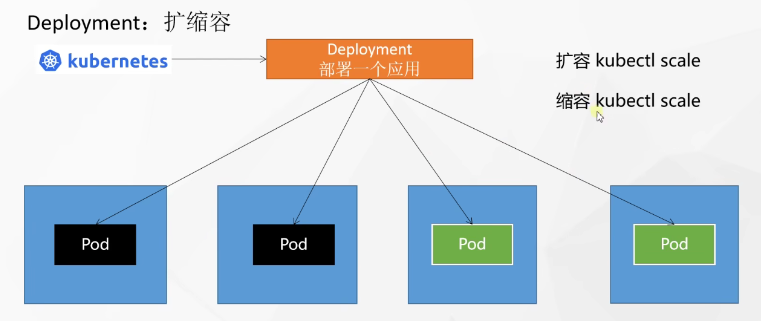 Deployment：扩缩容
kubernetes
Deployment
部署一个应用
扩容 kubectl scale
缩容 kubectl scale
Pod
Pod
Pod
Pod